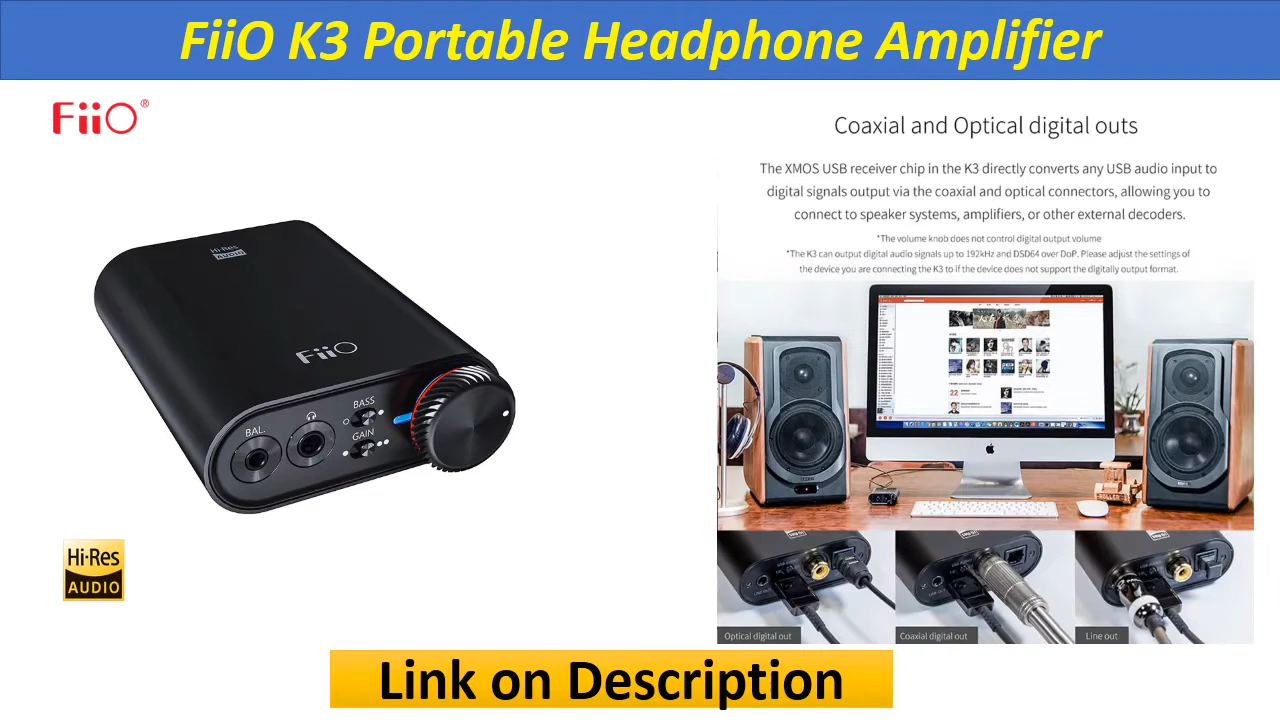 FiiO K3 Portable Headphone Amplifier
FiiO®
Coaxial and Optical digital outs
The XMOS USB receiver chip in the K3 directly converts any USB audio input to
digital signals output via the coaxial and optical connectors, allowing you to
connect to speaker systems, amplifiers, or other external decoders.
*The volume knob does not control digital output volume
*The K3 can output digital audio signals up to 192kHz and DSD64 over DoP. Please adjust the settings of
the device you are connecting the K3 to if the device does not support the digitally output format.
Hi-Res
AUDIO
FiiO
BASS
BAL.
GAIN
22
ROLLER
Hi-Res
AUDIO
LINE OUT
Optical digital out
Coaxial digital out
Line out
Link on Description